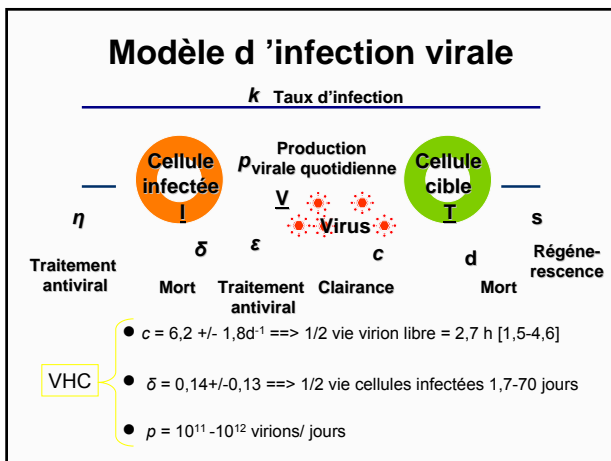 Modèle d ’infection virale
k Taux d’infection
Cellule
infectée
I
p
Production
virale quotidienne
V
Virus
Cellule
cible
T
η
Traitement
antiviral
δ
Mort
ε
Traitement
antiviral
c
Clairance
d
Mort
s
Régéne-
rescence
VHC
● c = 6,2 +/- 1,8d-1 ==> 1/2 vie virion libre = 2,7 h [1,5-4,6]
● δ = 0,14+/-0,13 ==> 1/2 vie cellules infectées 1,7-70 jours
● p = 10¹¹ -10¹² virions/ jours